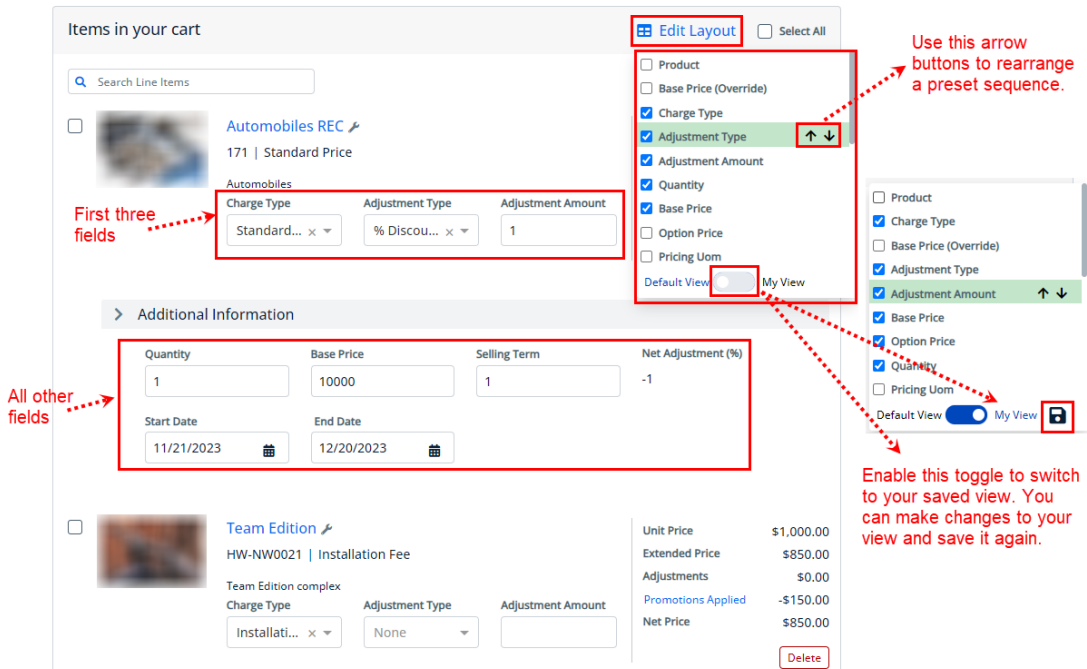 Items in your cart
Edit Layout
Select All
Search Line Items
Product
Base Price (Override)
Charge Type
Adjustment Type
Adjustment Amount
Quantity
Base Price
Option Price
Pricing Uom
Default View
My View
Use this arrow
buttons to rearrange
a preset sequence.
Automobiles REC
171 | Standard Price
Automobiles
Charge Type
Adjustment Type
Adjustment Amount
Standard...
% Discou...
1
First three
fields
Product
Charge Type
Base Price (Override)
Adjustment Type
Adjustment Amount
Base Price
Option Price
Quantity
Pricing Uom
Default View
My View
Additional Information
Quantity
Base Price
Selling Term
Net Adjustment (%)
1
10000
1
-1
Start Date
End Date
11/21/2023
12/20/2023
All other
fields
Enable this toggle to switch
to your saved view. You
can make changes to your
view and save it again.
Team Edition
HW-NW0021 | Installation Fee
Team Edition complex
Charge Type
Adjustment Type
Adjustment Amount
Installati...
None
Unit Price $1,000.00
Extended Price $850.00
Adjustments $0.00
Promotions Applied -$150.00
Net Price $850.00
Delete